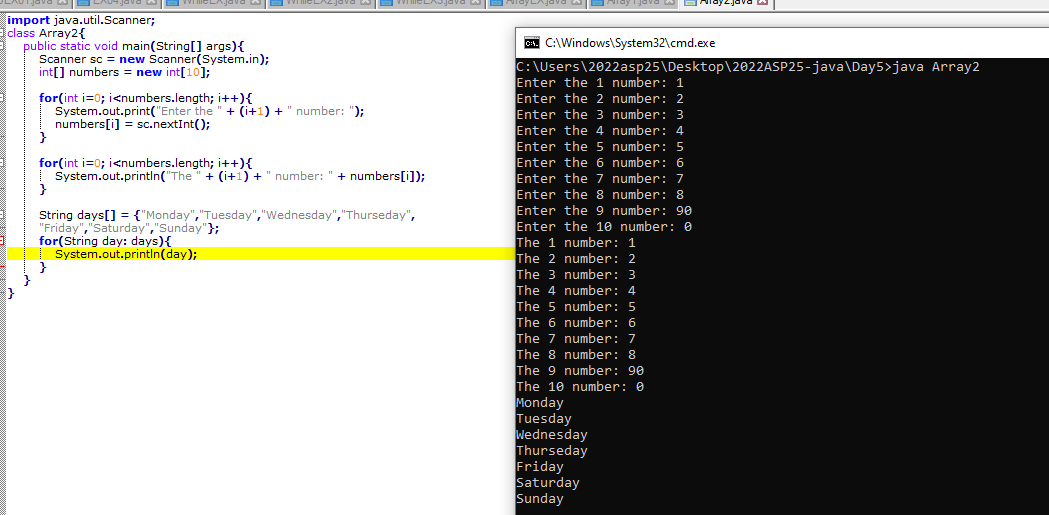 EX04.java
WhileEX.java
WhileEX2.java
WhileEX3.java
ArrayEX.java
Array1.java
Array2.java
import java.util.Scanner;
class Array2{
public static void main(String[] args){
Scanner sc = new Scanner(System.in);
int[] numbers = new int[10];
for(int i=0; i<numbers.length; i++){
System.out.print("Enter the " + (i+1) + " number: ");
numbers[i] = sc.nextInt();
}
for(int i=0; i<numbers.length; i++){
System.out.println("The " + (i+1) + " number: " + numbers[i]);
}
String days[] = {"Monday","Tuesday","Wednesday","Thurseday",
"Friday","Saturday","Sunday"};
for(String day: days){
System.out.println(day);
}
}
}
C:\Windows\System32\cmd.exe
C:\Users\2022asp25\Desktop\2022ASP25-java\Day5>java Array2
Enter the 1 number: 1
Enter the 2 number: 2
Enter the 3 number: 3
Enter the 4 number: 4
Enter the 5 number: 5
Enter the 6 number: 6
Enter the 7 number: 7
Enter the 8 number: 8
Enter the 9 number: 90
Enter the 10 number: 0
The 1 number: 1
The 2 number: 2
The 3 number: 3
The 4 number: 4
The 5 number: 5
The 6 number: 6
The 7 number: 7
The 8 number: 8
The 9 number: 90
The 10 number: 0
Monday
Tuesday
Wednesday
Thurseday
Friday
Saturday
Sunday